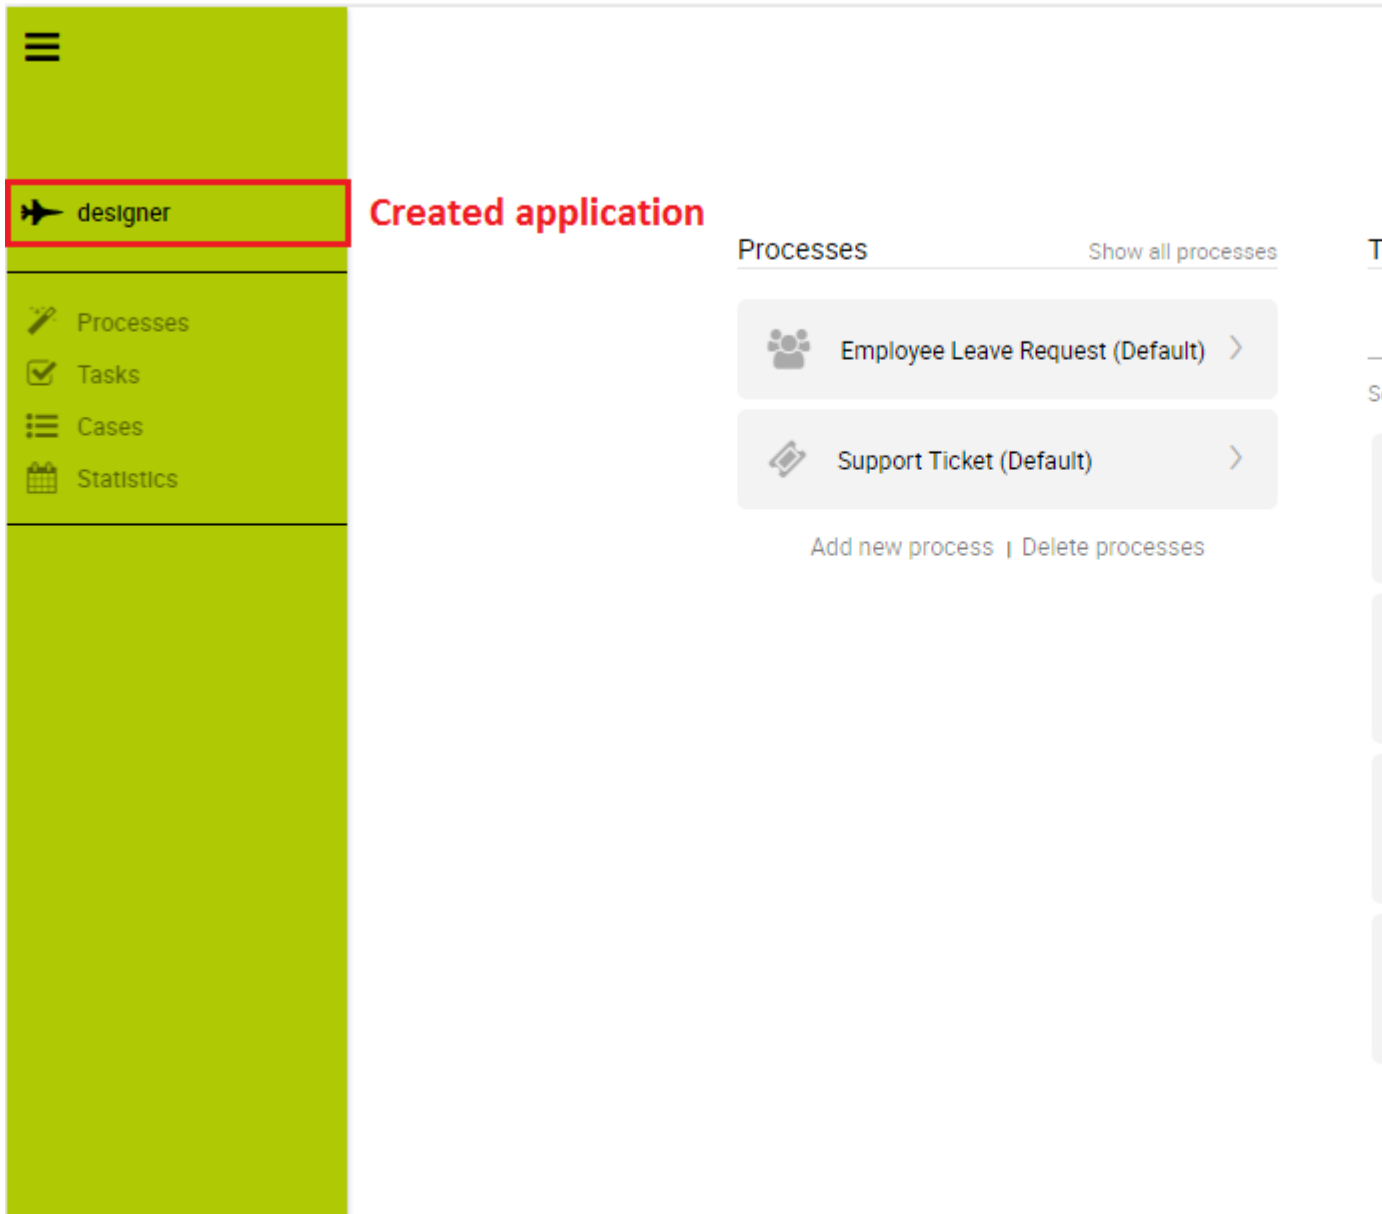 designer
Created application
Processes
Tasks
Cases
Statistics
Processes Show all processes
Employee Leave Request (Default)
Support Ticket (Default)
Add new process | Delete processes